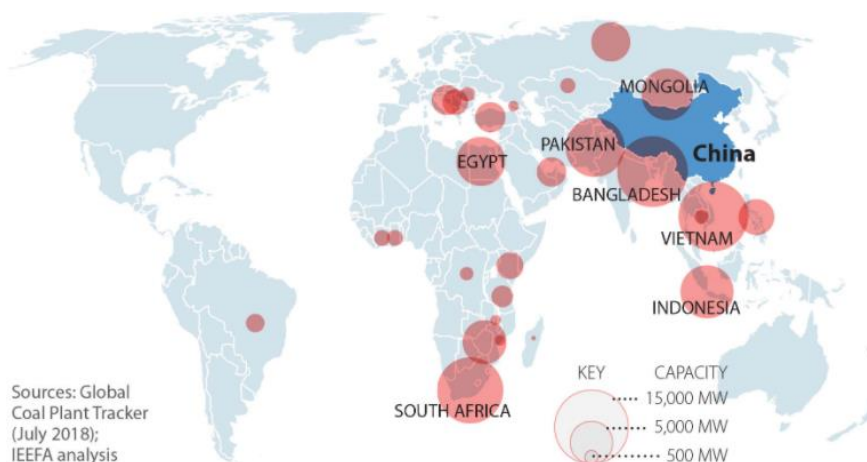 MONGOLIA
PAKISTAN
China
EGYPT
BANGLADESH
VIETNAM
INDONESIA
SOUTH AFRICA
Sources: Global
Coal Plant Tracker
(July 2018);
IEEFA analysis
KEY CAPACITY
15,000 MW
5,000 MW
500 MW